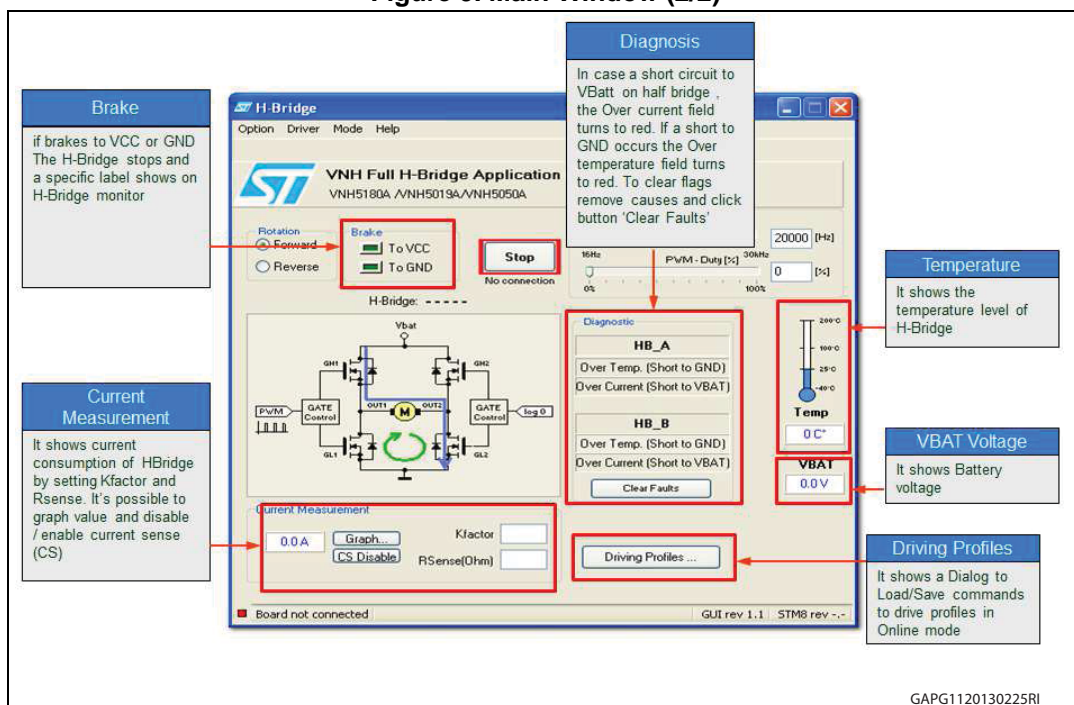 Figure 8. Main Window (2/2)
Diagnosis
In case a short circuit to
VBatt on half bridge ,
the Over current field
turns to red. If a short to
GND occurs the Over
temperature field turns
to red. To clear flags
remove causes and click
button 'Clear Faults'
Brake
if brakes to VCC or GND
The H-Bridge stops and
a specific label shows on
H-Bridge monitor
H-Bridge
Option Driver Mode Help
ST
VNH Full H-Bridge Application
VNH5180A /VNH5019A/VNH5050A
Rotation
Forward
Reverse
Brake
To VCC
To GND
Stop
No connection
20000 [Hz]
16Hz PWM - Duty [%] 30kHz
0 [%]
0% 100%
H-Bridge: - - - - -
Vbat
GH1
GH2
PWM
GATE
Control
OUT1
M
OUT2
GATE
Control
log 0
GL1
GL2
Diagnostic
HB_A
Over Temp. (Short to GND)
Over Current (Short to VBAT)
HB_B
Over Temp. (Short to GND)
Over Current (Short to VBAT)
Clear Faults
200°C
100°C
25°C
-40°C
Temp
0 C°
VBAT
0.0 V
Temperature
It shows the
temperature level of
H-Bridge
VBAT Voltage
It shows Battery
voltage
Current
Measurement
It shows current
consumption of HBridge
by setting Kfactor and
Rsense. It's possible to
graph value and disable
/ enable current sense
(CS)
Current Measurement
0.0 A
Graph...
CS Disable
Kfactor
RSense(Ohm)
Driving Profiles ...
Driving Profiles
It shows a Dialog to
Load/Save commands
to drive profiles in
Online mode
Board not connected
GUI rev 1.1 STM8 rev -.-
GAPG1120130225RI